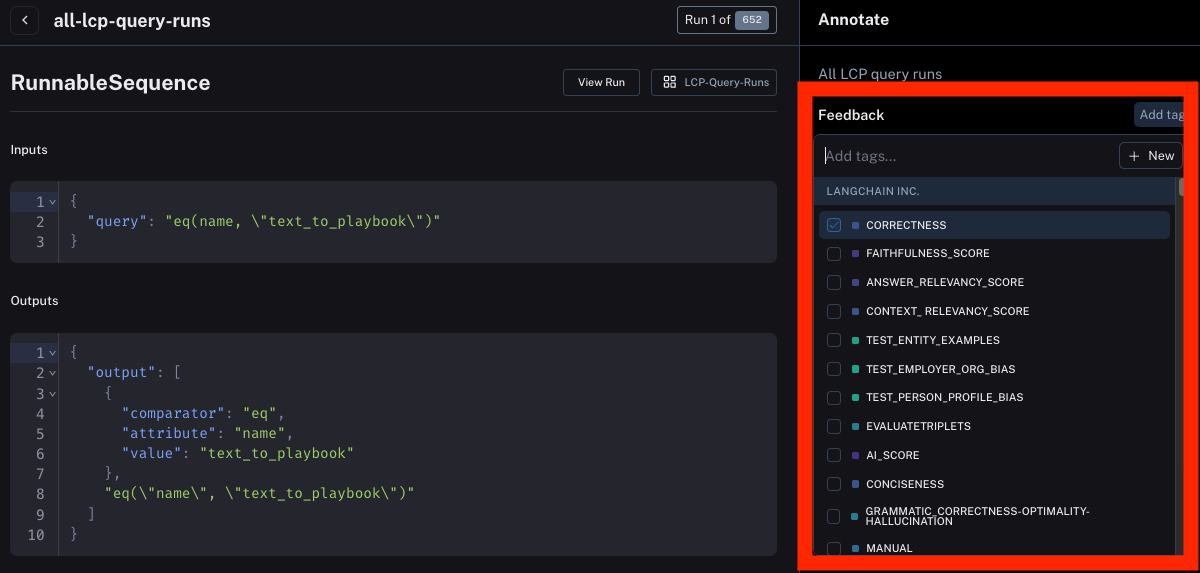 all-lcp-query-runs
Run 1 of 652
RunnableSequence
View Run
LCP-Query-Runs
Inputs
1 {
2 "query": "eq(name, \"text_to_playbook\")"
3 }
Outputs
1 {
2 "output": [
3 {
4 "comparator": "eq",
5 "attribute": "name",
6 "value": "text_to_playbook"
7 },
8 "eq(\"name\", \"text_to_playbook\")"
9 ]
10 }
Annotate
All LCP query runs
Feedback
Add tag
Add tags...
+ New
LANGCHAIN INC.
CORRECTNESS
FAITHFULNESS_SCORE
ANSWER_RELEVANCY_SCORE
CONTEXT_ RELEVANCY_SCORE
TEST_ENTITY_EXAMPLES
TEST_EMPLOYER_ORG_BIAS
TEST_PERSON_PROFILE_BIAS
EVALUATETRIPLETS
AI_SCORE
CONCISENESS
GRAMMATIC_CORRECTNESS-OPTIMALITY-
HALLUCINATION
MANUAL